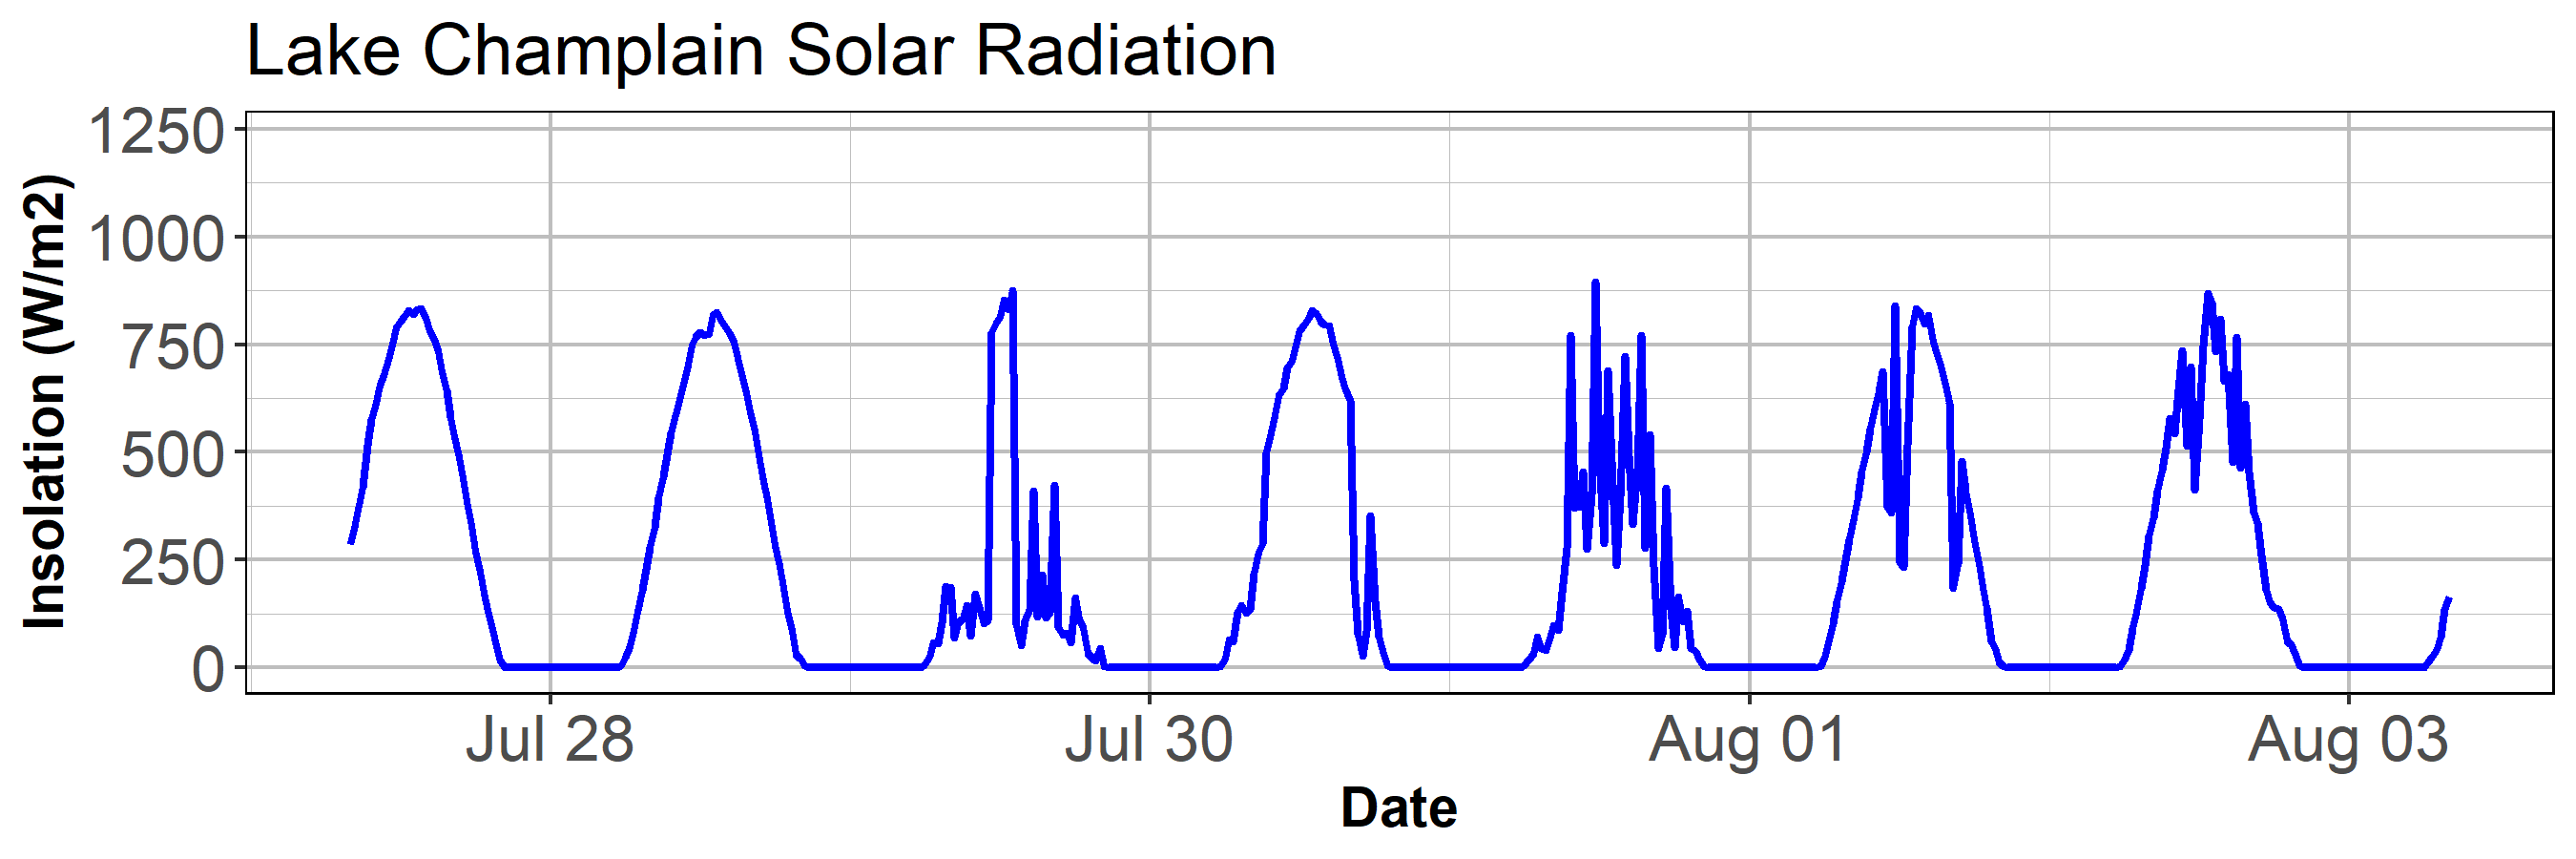 Lake Champlain Solar Radiation
Insolation (W/m2)
1250
1000
750
500
250
0
Jul 28 Jul 30 Aug 01 Aug 03
Date